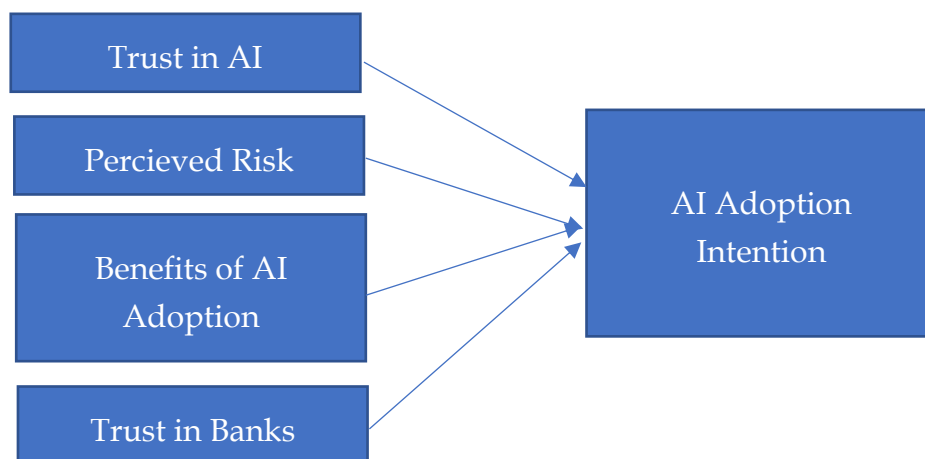 Trust in AI
Percieved Risk
Benefits of AI
Adoption
Trust in Banks
AI Adoption
Intention